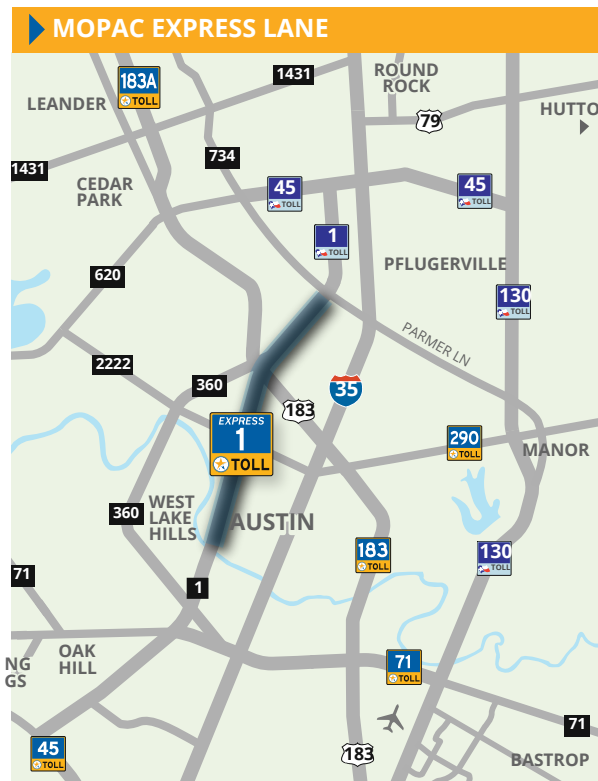 MOPAC EXPRESS LANE
183A
TOLL
1431
ROUND
ROCK
LEANDER
79
HUTTO
734
1431
CEDAR
PARK
45
TOLL
45
TOLL
1
TOLL
PFLUGERVILLE
620
130
TOLL
PARMER LN
2222
360
35
183
EXPRESS
1
TOLL
290
TOLL
MANOR
WEST
LAKE
HILLS
360
AUSTIN
183
TOLL
130
TOLL
71
1
OAK
HILL
NG
GS
71
TOLL
71
45
TOLL
183
BASTROP